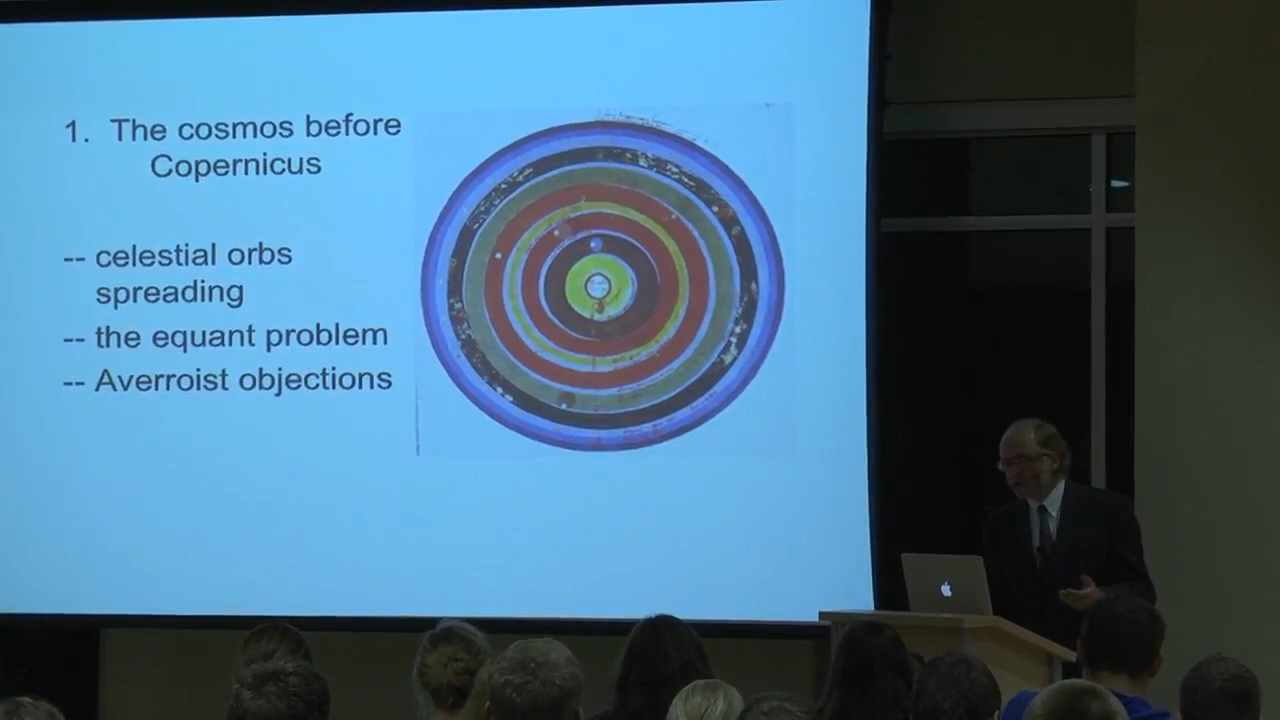 1. The cosmos before
Copernicus
-- celestial orbs
spreading
-- the equant problem
-- Averroist objections